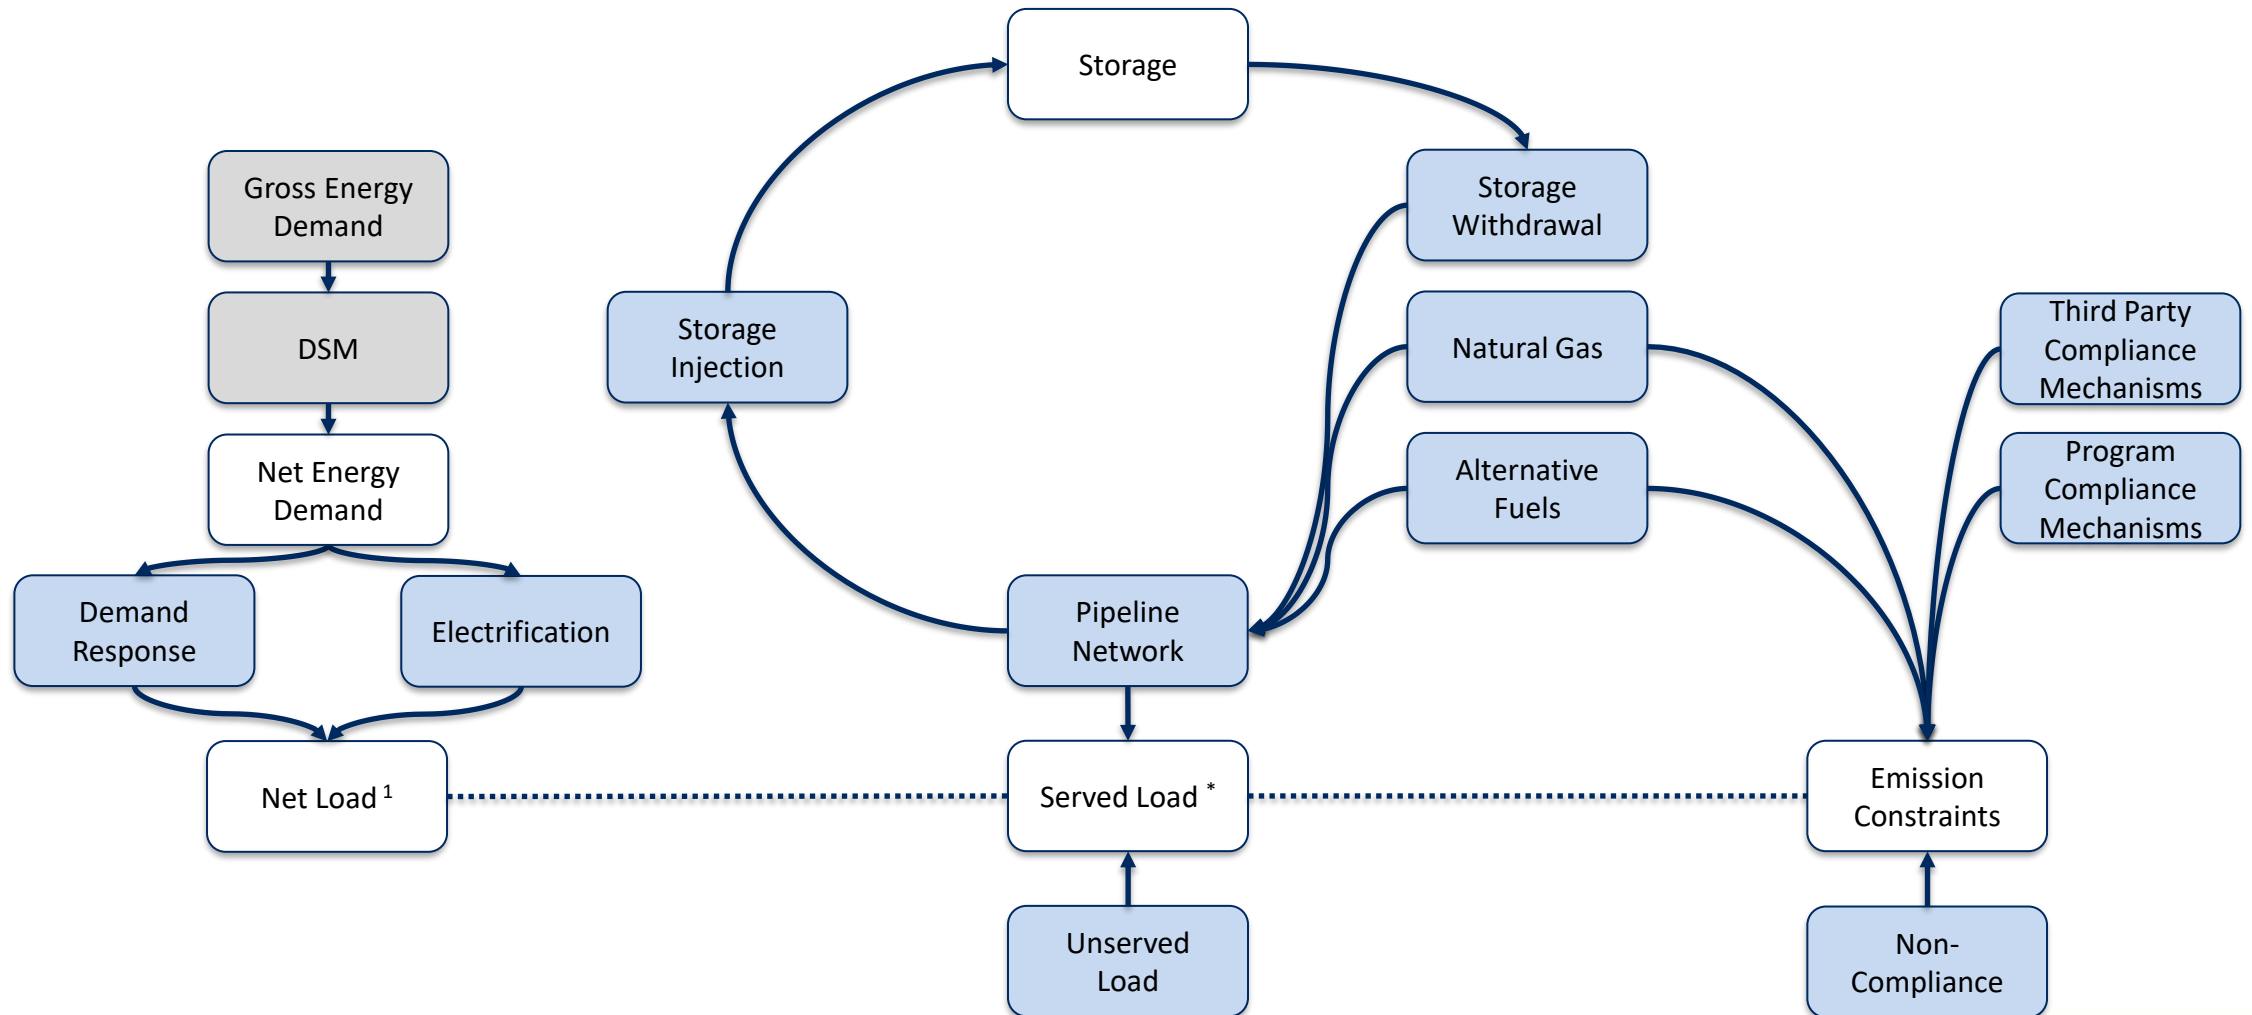 Storage
Gross Energy
Demand
DSM
Net Energy
Demand
Demand
Response
Electrification
Net Load 1
Storage
Injection
Storage
Withdrawal
Natural Gas
Alternative
Fuels
Pipeline
Network
Served Load *
Unserved
Load
Third Party
Compliance
Mechanisms
Program
Compliance
Mechanisms
Emission
Constraints
Non-
Compliance